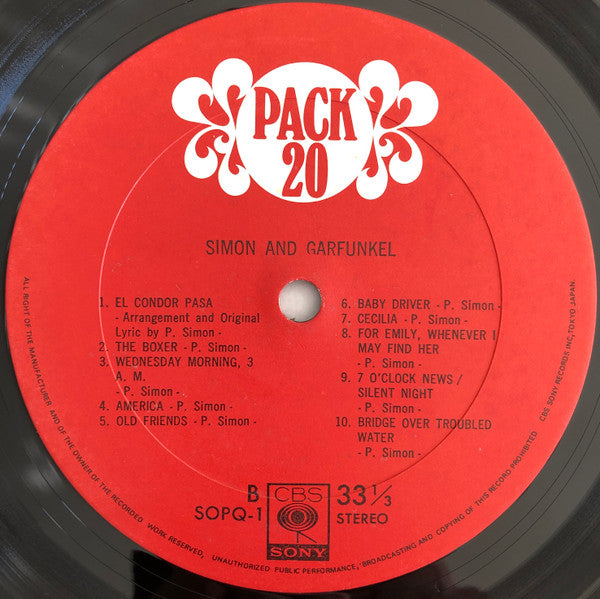 PACK
20
SIMON AND GARFUNKEL
1. EL CONDOR PASA
- Arrangement and Original
Lyric by P. Simon -
2. THE BOXER - P. Simon -
3. WEDNESDAY MORNING, 3
A. M.
- P. Simon -
4. AMERICA - P. Simon -
5. OLD FRIENDS - P. Simon -
6. BABY DRIVER - P. Simon -
7. CECILIA - P. Simon -
8. FOR EMILY, WHENEVER I
MAY FIND HER
- P. Simon -
9. 7 O'CLOCK NEWS /
SILENT NIGHT
- P. Simon -
10. BRIDGE OVER TROUBLED
WATER
- P. Simon -
B
SOPQ-1
CBS
SONY
33 1/3
STEREO
ALL RIGHT OF THE MANUFACTURER AND OF THE OWNER OF THE RECORDED WORK RESERVED, UNAUTHORIZED PUBLIC PERFORMANCE, BROADCASTING AND COPYING OF THIS RECORD PROHIBITED
CBS SONY RECORDS INC, TOKYO JAPAN.